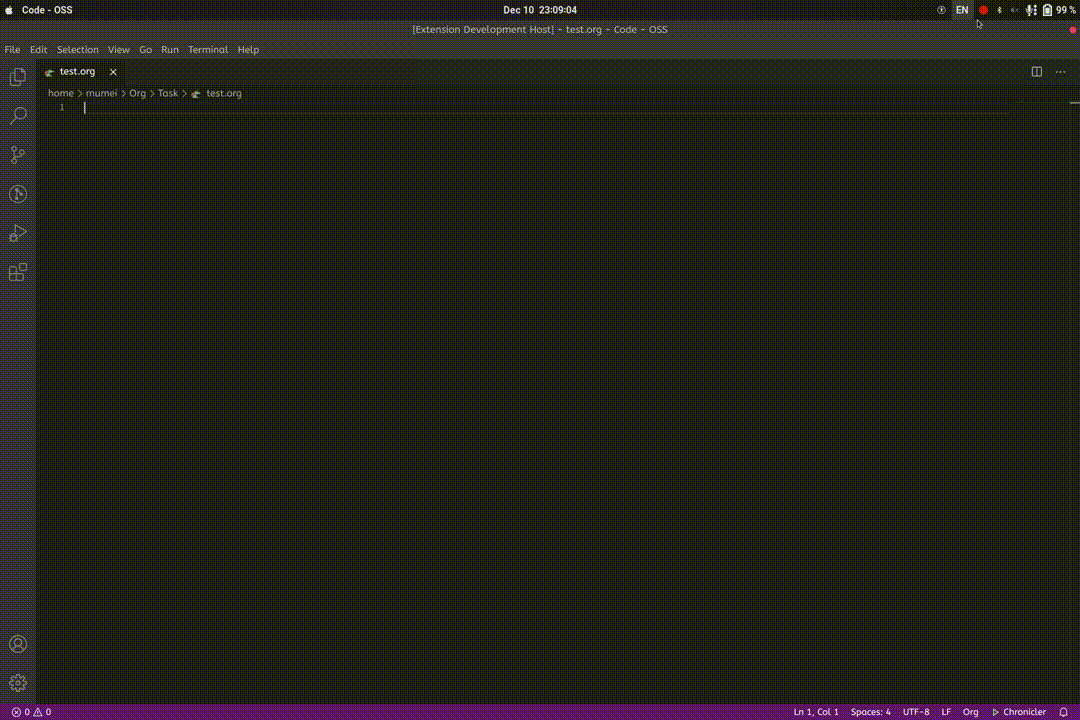 Code - OSS Dec 10 23:09:04 EN 99 %
[Extension Development Host] - test.org - Code - OSS
File Edit Selection View Go Run Terminal Help
test.org
home > mumei > Org > Task > test.org
1
0 0 Ln 1, Col 1 Spaces: 4 UTF-8 LF Org Chronicler